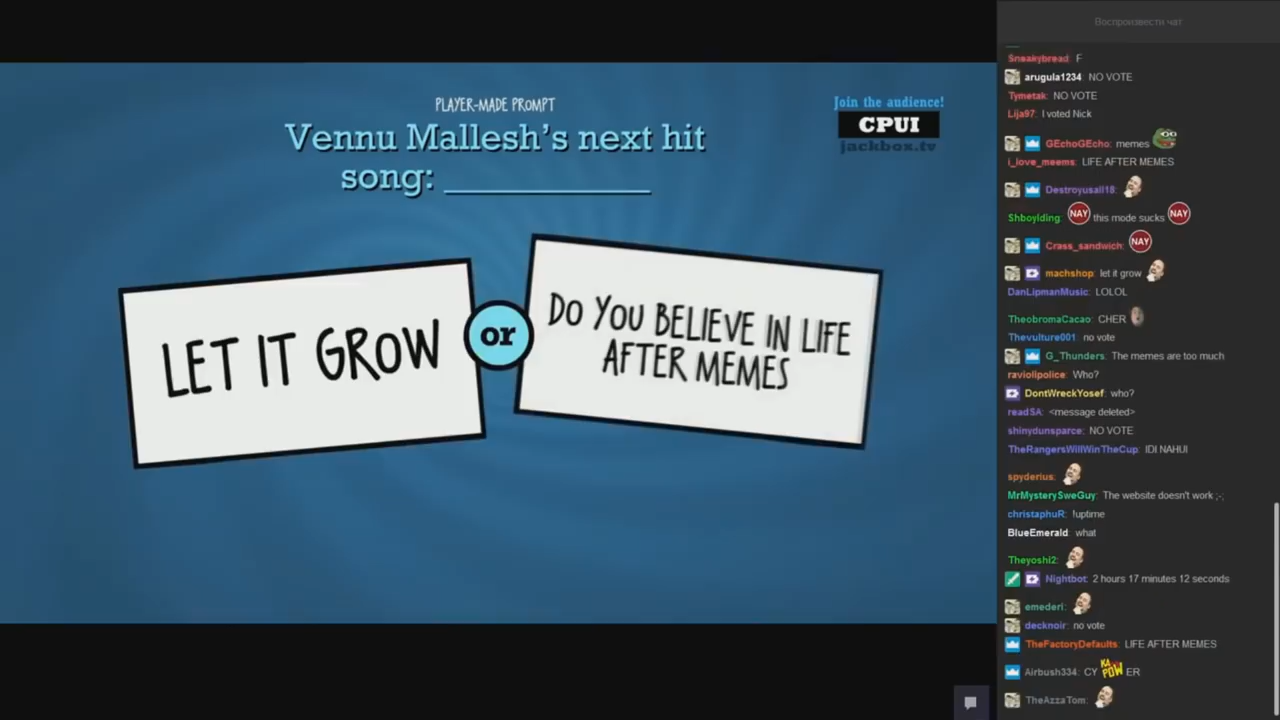 PLAYER-MADE PROMPT
Vennu Mallesh's next hit
song: ____________
Join the audience!
CPUI
jackbox.tv
LET IT GROW
or
DO YOU BELIEVE IN LIFE
AFTER MEMES
Воспроизвести чат
Sneakybread: F
arugula1234: NO VOTE
Tymetak: NO VOTE
Lija97: I voted Nick
GEchoGEcho: memes
i_love_meems: LIFE AFTER MEMES
Destroyusall18:
Shboylding: NAY this mode sucks NAY
Crass_sandwich: NAY
machshop: let it grow
DanLipmanMusic: LOLOL
TheobromaCacao: CHER
Thevulture001: no vote
G_Thunders: The memes are too much
raviolipolice: Who?
DontWreckYosef: who?
readSA: <message deleted>
shinydunsparce: NO VOTE
TheRangersWillWinTheCup: IDI NAHUI
spyderius:
MrMysterySweGuy: The website doesn't work ;-;
christaphuR: !uptime
BlueEmerald: what
Theyoshi2:
Nightbot: 2 hours 17 minutes 12 seconds
emederi:
decknoir: no vote
TheFactoryDefaults: LIFE AFTER MEMES
Airbush334: CY KAPOW ER
TheAzzaTom: